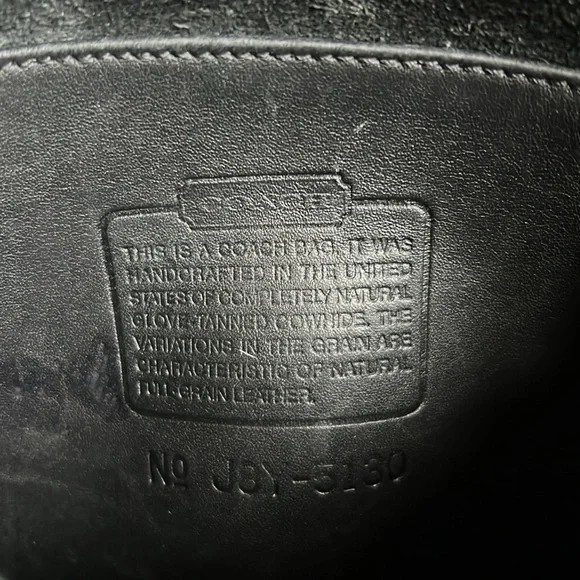 COACH
THIS IS A COACH BAG. IT WAS
HANDCRAFTED IN THE UNITED
STATES OF COMPLETELY NATURAL
GLOVE-TANNED COWHIDE. THE
VARIATIONS IN THE GRAIN ARE
CHARACTERISTIC OF NATURAL
FULL-GRAIN LEATHER.
Nº J3Y-5130